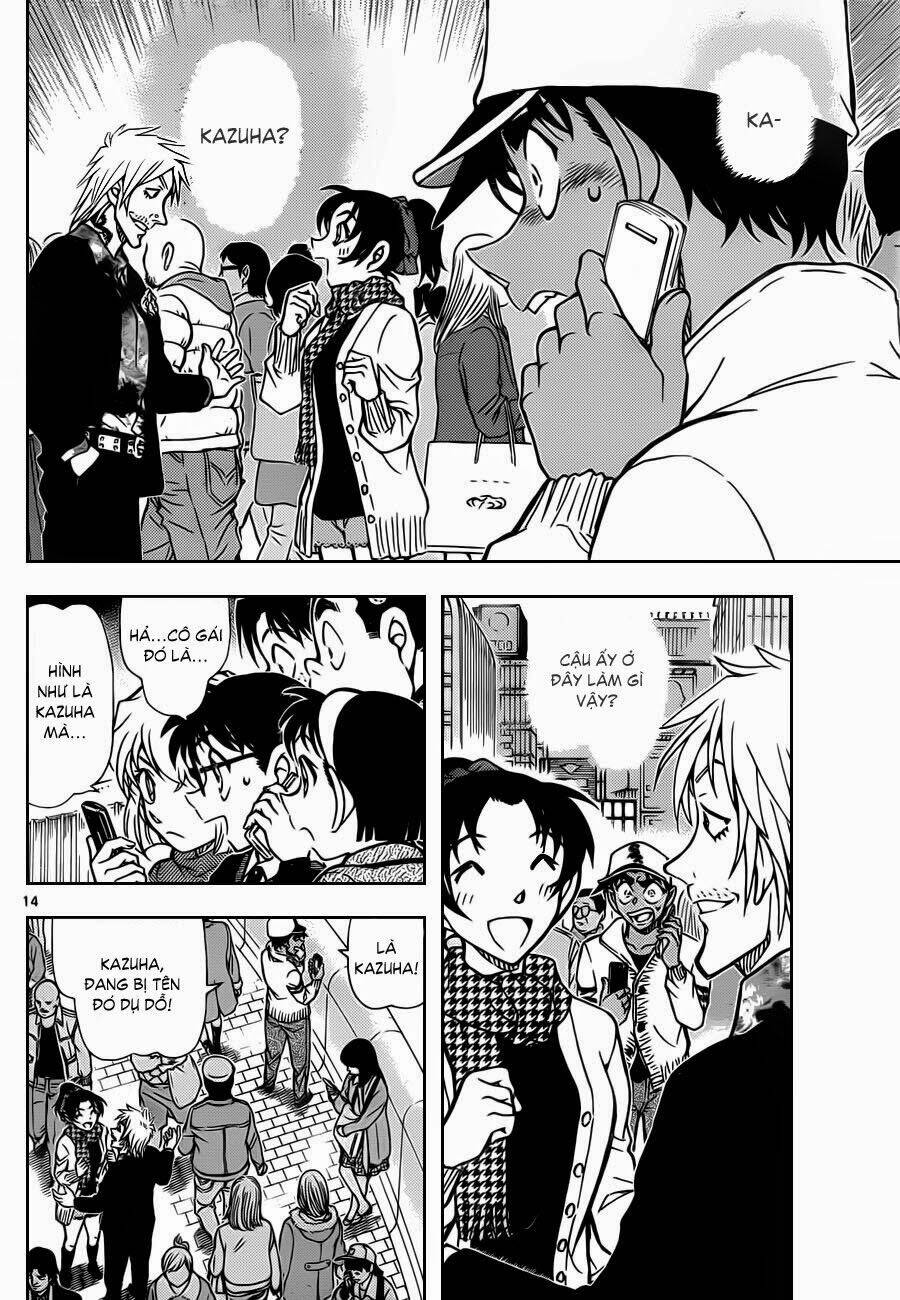 KA-
KAZUHA?
CẬU ẤY Ở
ĐÂY LÀM GÌ
VẬY?
HẢ...CÔ GÁI
ĐÓ LÀ...
HÌNH
NHƯ LÀ
KAZUHA
MÀ...
14
LÀ
KAZUHA!
KAZUHA,
ĐANG BỊ TÊN
ĐÓ DỤ DỖ!